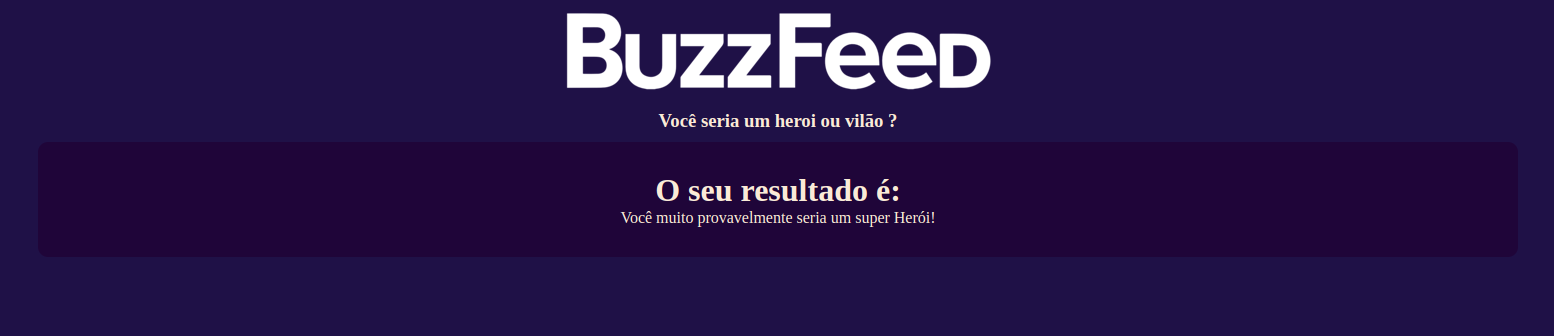 BuzzFeed
Você seria um heroi ou vilão ?
O seu resultado é:
Você muito provavelmente seria um super Herói!